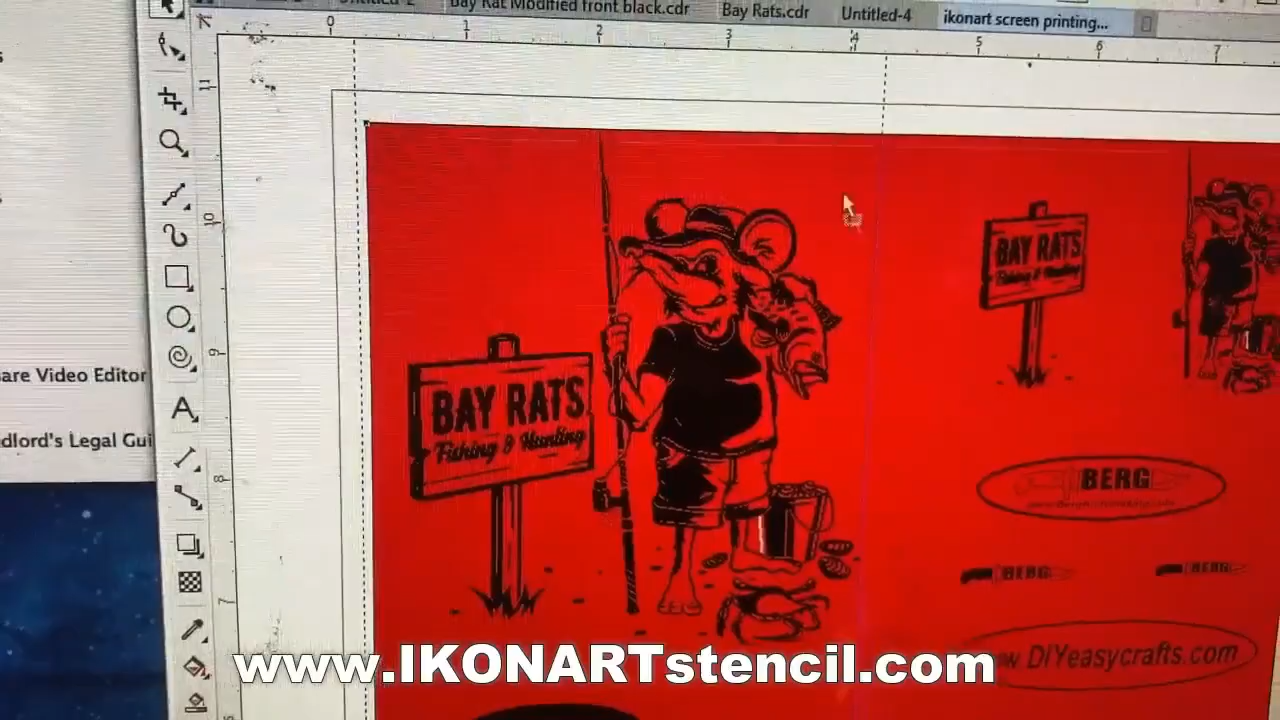 Bay Rat Modified front black.cdr
Bay Rats.cdr
Untitled-4
ikonart screen printing...
0 1 2 3 4 5 6 7
11
10
9
8
7
are Video Editor
dlord's Legal Gui
BAY RATS
Fishing & Hunting
BAY RATS
Fishing & Hunting
BERG
BERG
BERG
DIYeasycrafts.com
www.IKONARTstencil.com